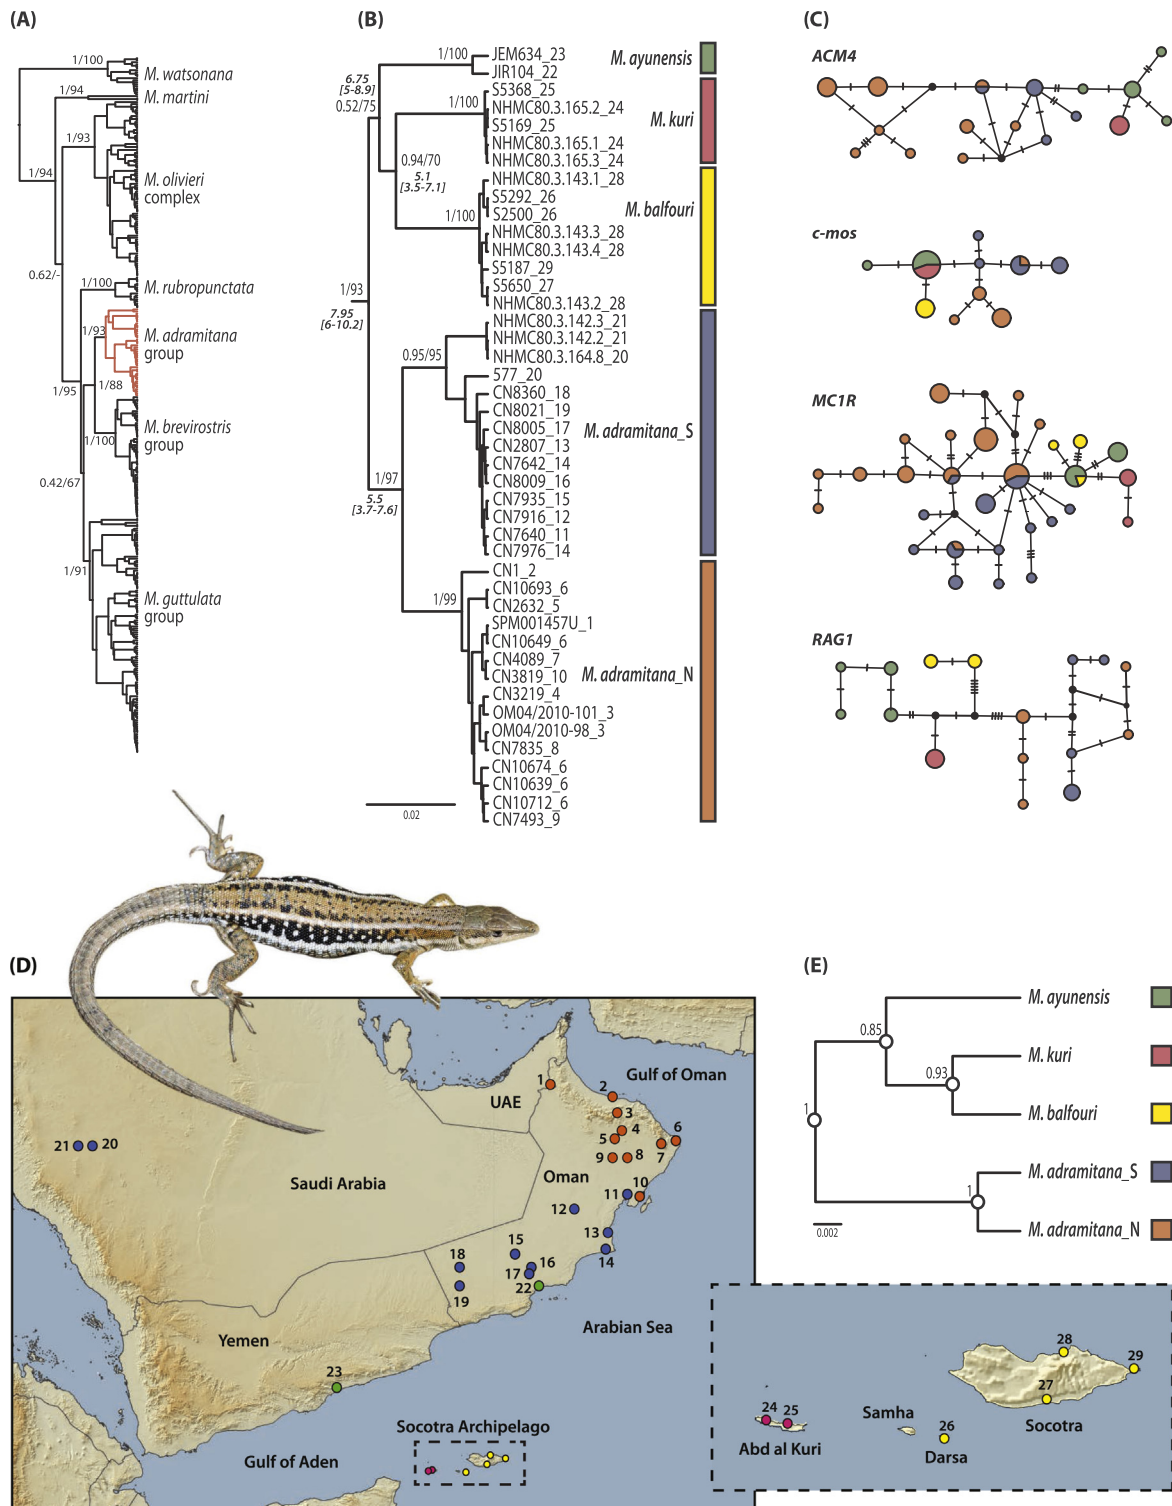 (A)
1/100
M. watsonana
1/94
M. martini
1/93
1/94
M. olivieri
complex
0.62/-
1/100
M. rubropunctata
1/93
M. adramitana
group
1/88
1/95
M. brevirostris
group
1/100
0.42/67
1/91
M. guttulata
group
(B)
1/100
JEM634_23
JIR104_22
M. ayunensis
6.75
[5-8.9]
0.52/75
1/100
S5368_25
NHMC80.3.165.2_24
S5169_25
NHMC80.3.165.1_24
NHMC80.3.165.3_24
M. kuri
0.94/70
5.1
[3.5-7.1]
1/100
NHMC80.3.143.1_28
S5292_26
S2500_26
NHMC80.3.143.3_28
NHMC80.3.143.4_28
S5187_29
S5650_27
NHMC80.3.143.2_28
M. balfouri
1/93
7.95
[6-10.2]
0.95/95
NHMC80.3.142.3_21
NHMC80.3.142.2_21
NHMC80.3.164.8_20
577_20
CN8360_18
CN8021_19
CN8005_17
CN2807_13
CN7642_14
CN8009_16
CN7935_15
CN7916_12
CN7640_11
CN7976_14
M. adramitana_S
1/97
5.5
[3.7-7.6]
1/99
CN1_2
CN10693_6
CN2632_5
SPM001457U_1
CN10649_6
CN4089_7
CN3819_10
CN3219_4
OM04/2010-101_3
OM04/2010-98_3
CN7835_8
CN10674_6
CN10639_6
CN10712_6
CN7493_9
M. adramitana_N
0.02
(C)
ACM4
c-mos
MC1R
RAG1
(D)
Gulf of Oman
UAE
1
2
3
4
5
6
7
8
9
10
11
12
13
14
15
16
17
18
19
20
21
22
23
Saudi Arabia
Oman
Yemen
Arabian Sea
Socotra Archipelago
Gulf of Aden
24
25
Abd al Kuri
Samha
26
Darsa
27
28
29
Socotra
(E)
M. ayunensis
0.85
M. kuri
0.93
M. balfouri
1
M. adramitana_S
1
M. adramitana_N
0.002